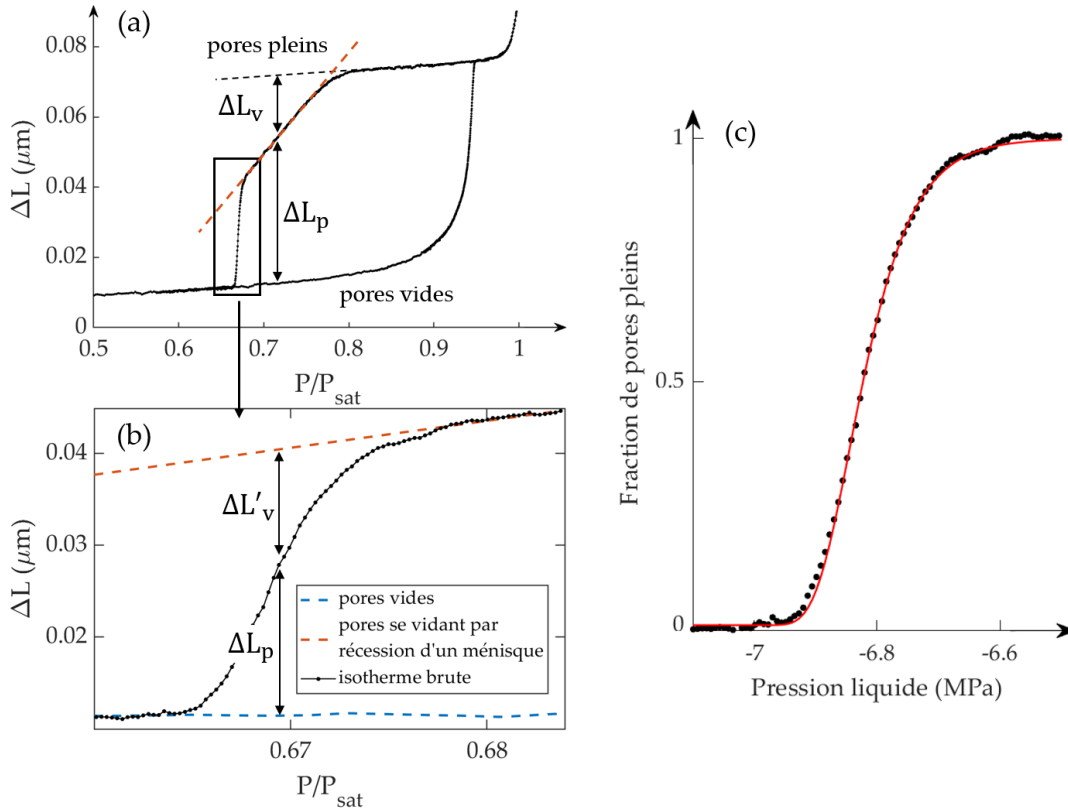 (a)
pores pleins
ΔLv
ΔLp
pores vides
ΔL (μm)
0.08
0.06
0.04
0.02
0
0.5
0.6
0.7
0.8
0.9
1
P/Psat
(b)
ΔL'v
ΔLp
ΔL (μm)
0.04
0.03
0.02
pores vides
pores se vidant par
récession d'un ménisque
isotherme brute
0.67
0.68
P/Psat
(c)
Fraction de pores pleins
1
0.5
0
-7
-6.8
-6.6
Pression liquide (MPa)